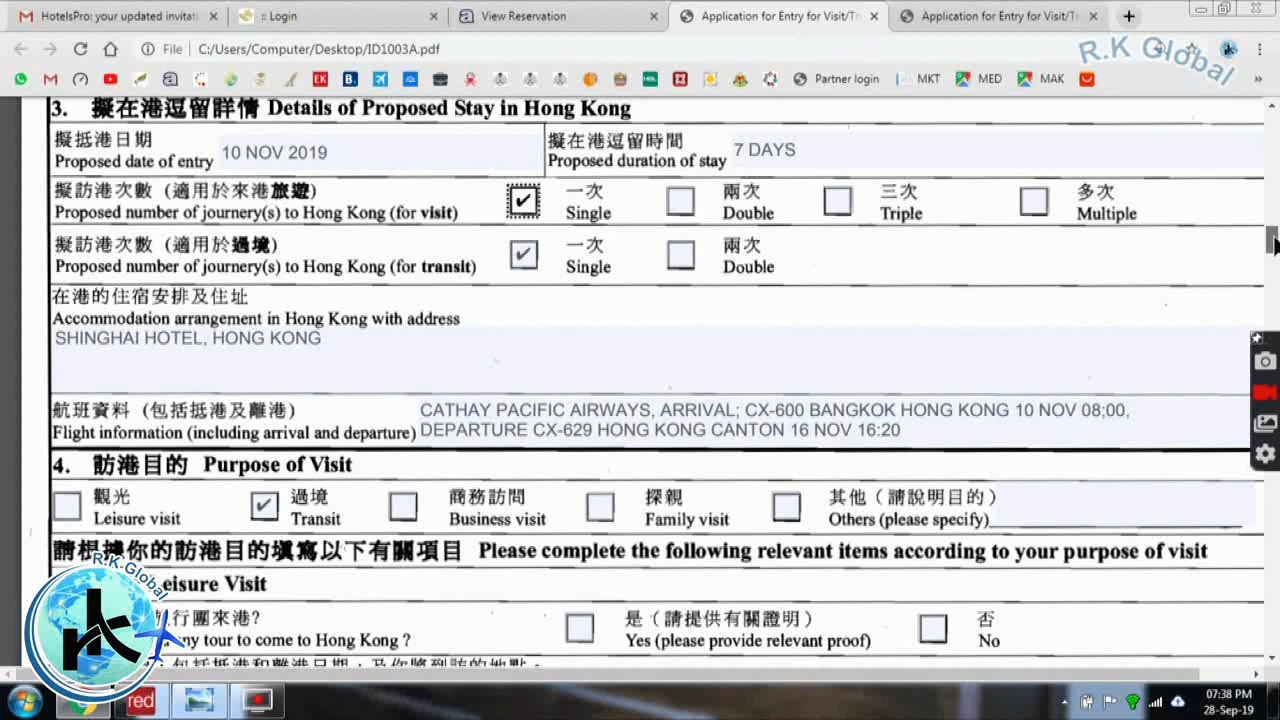 HotelsPro: your updated invitati
:: Login
View Reservation
Application for Entry for Visit/Tr
Application for Entry for Visit/Tr
File
C:/Users/Computer/Desktop/ID1003A.pdf
R.K Global
Partner login
MKT
MED
MAK
3. 擬在港逗留詳情 Details of Proposed Stay in Hong Kong
擬抵港日期
Proposed date of entry
10 NOV 2019
擬在港逗留時間
Proposed duration of stay
7 DAYS
擬訪港次數 (適用於來港旅遊)
Proposed number of journery(s) to Hong Kong (for visit)
一次
Single
兩次
Double
三次
Triple
多次
Multiple
擬訪港次數 (適用於過境)
Proposed number of journery(s) to Hong Kong (for transit)
一次
Single
兩次
Double
在港的住宿安排及住址
Accommodation arrangement in Hong Kong with address
SHINGHAI HOTEL, HONG KONG
航班資料 (包括抵港及離港)
Flight information (including arrival and departure)
CATHAY PACIFIC AIRWAYS, ARRIVAL; CX-600 BANGKOK HONG KONG 10 NOV 08;00,
DEPARTURE CX-629 HONG KONG CANTON 16 NOV 16:20
4. 訪港目的 Purpose of Visit
觀光
Leisure visit
過境
Transit
商務訪問
Business visit
探親
Family visit
其他 (請說明目的)
Others (please specify)
請根據你的訪港目的填寫以下有關項目 Please complete the following relevant items according to your purpose of visit
eisure Visit
行團來港?
ny tour to come to Hong Kong ?
是 (請提供有關證明)
Yes (please provide relevant proof)
否
No
R.K Global
rk
red
07:38 PM
28-Sep-19